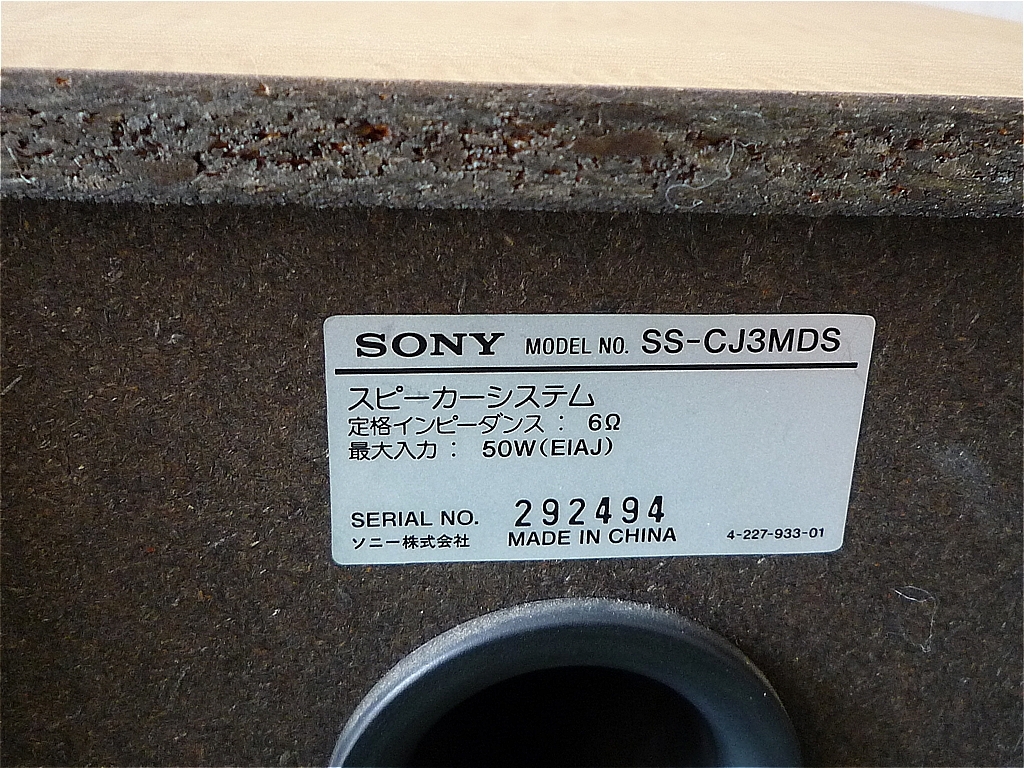 SONY MODEL NO. SS-CJ3MDS
スピーカーシステム
定格インピーダンス : 6Ω
最大入力 : 50W(EIAJ)
SERIAL NO. 292494
ソニー株式会社 MADE IN CHINA 4-227-933-01